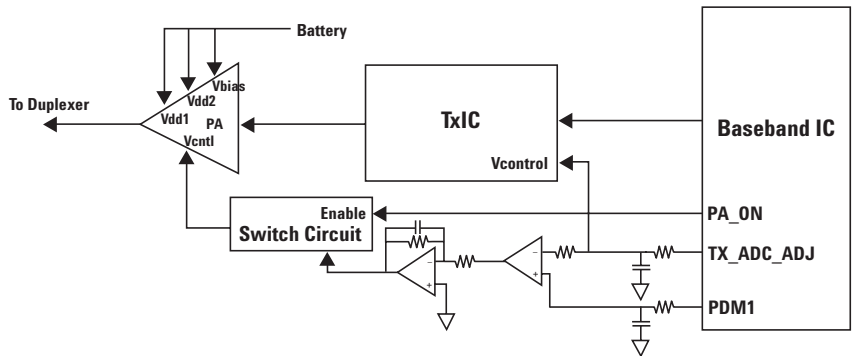 Battery
Vbias
Vdd2
To Duplexer
Vdd1
PA
Vcntl
TxIC
Baseband IC
Vcontrol
Enable
Switch Circuit
PA_ON
TX_ADC_ADJ
PDM1
−
+
−
+